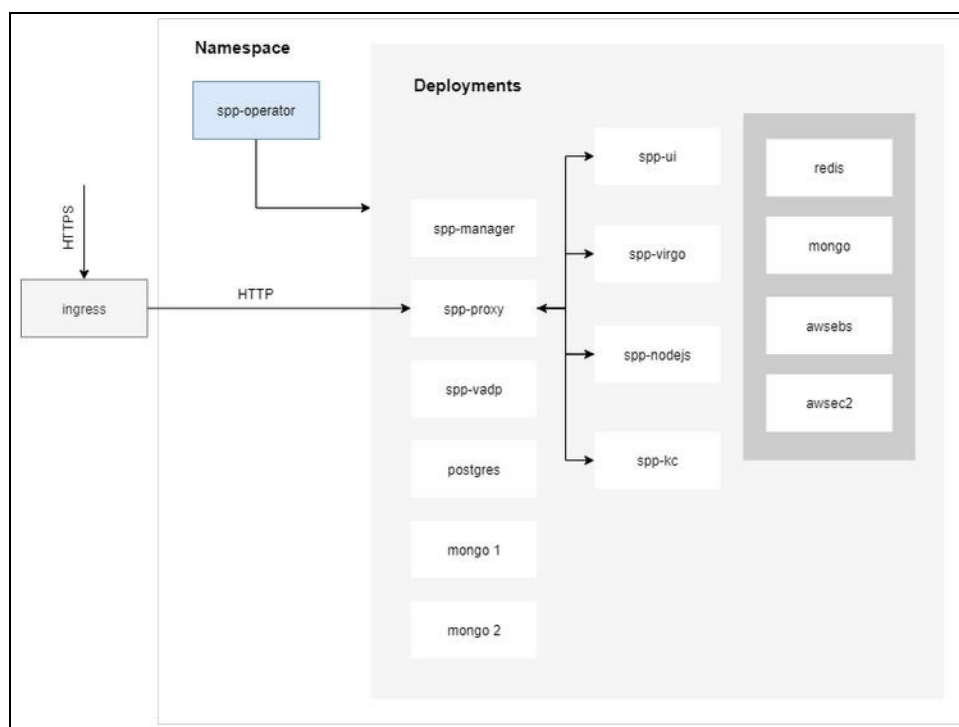 Namespace
spp-operator
Deployments
HTTPS
ingress
HTTP
spp-manager
spp-proxy
spp-vadp
postgres
mongo 1
mongo 2
spp-ui
spp-virgo
spp-nodejs
spp-kc
redis
mongo
awsebs
awsec2